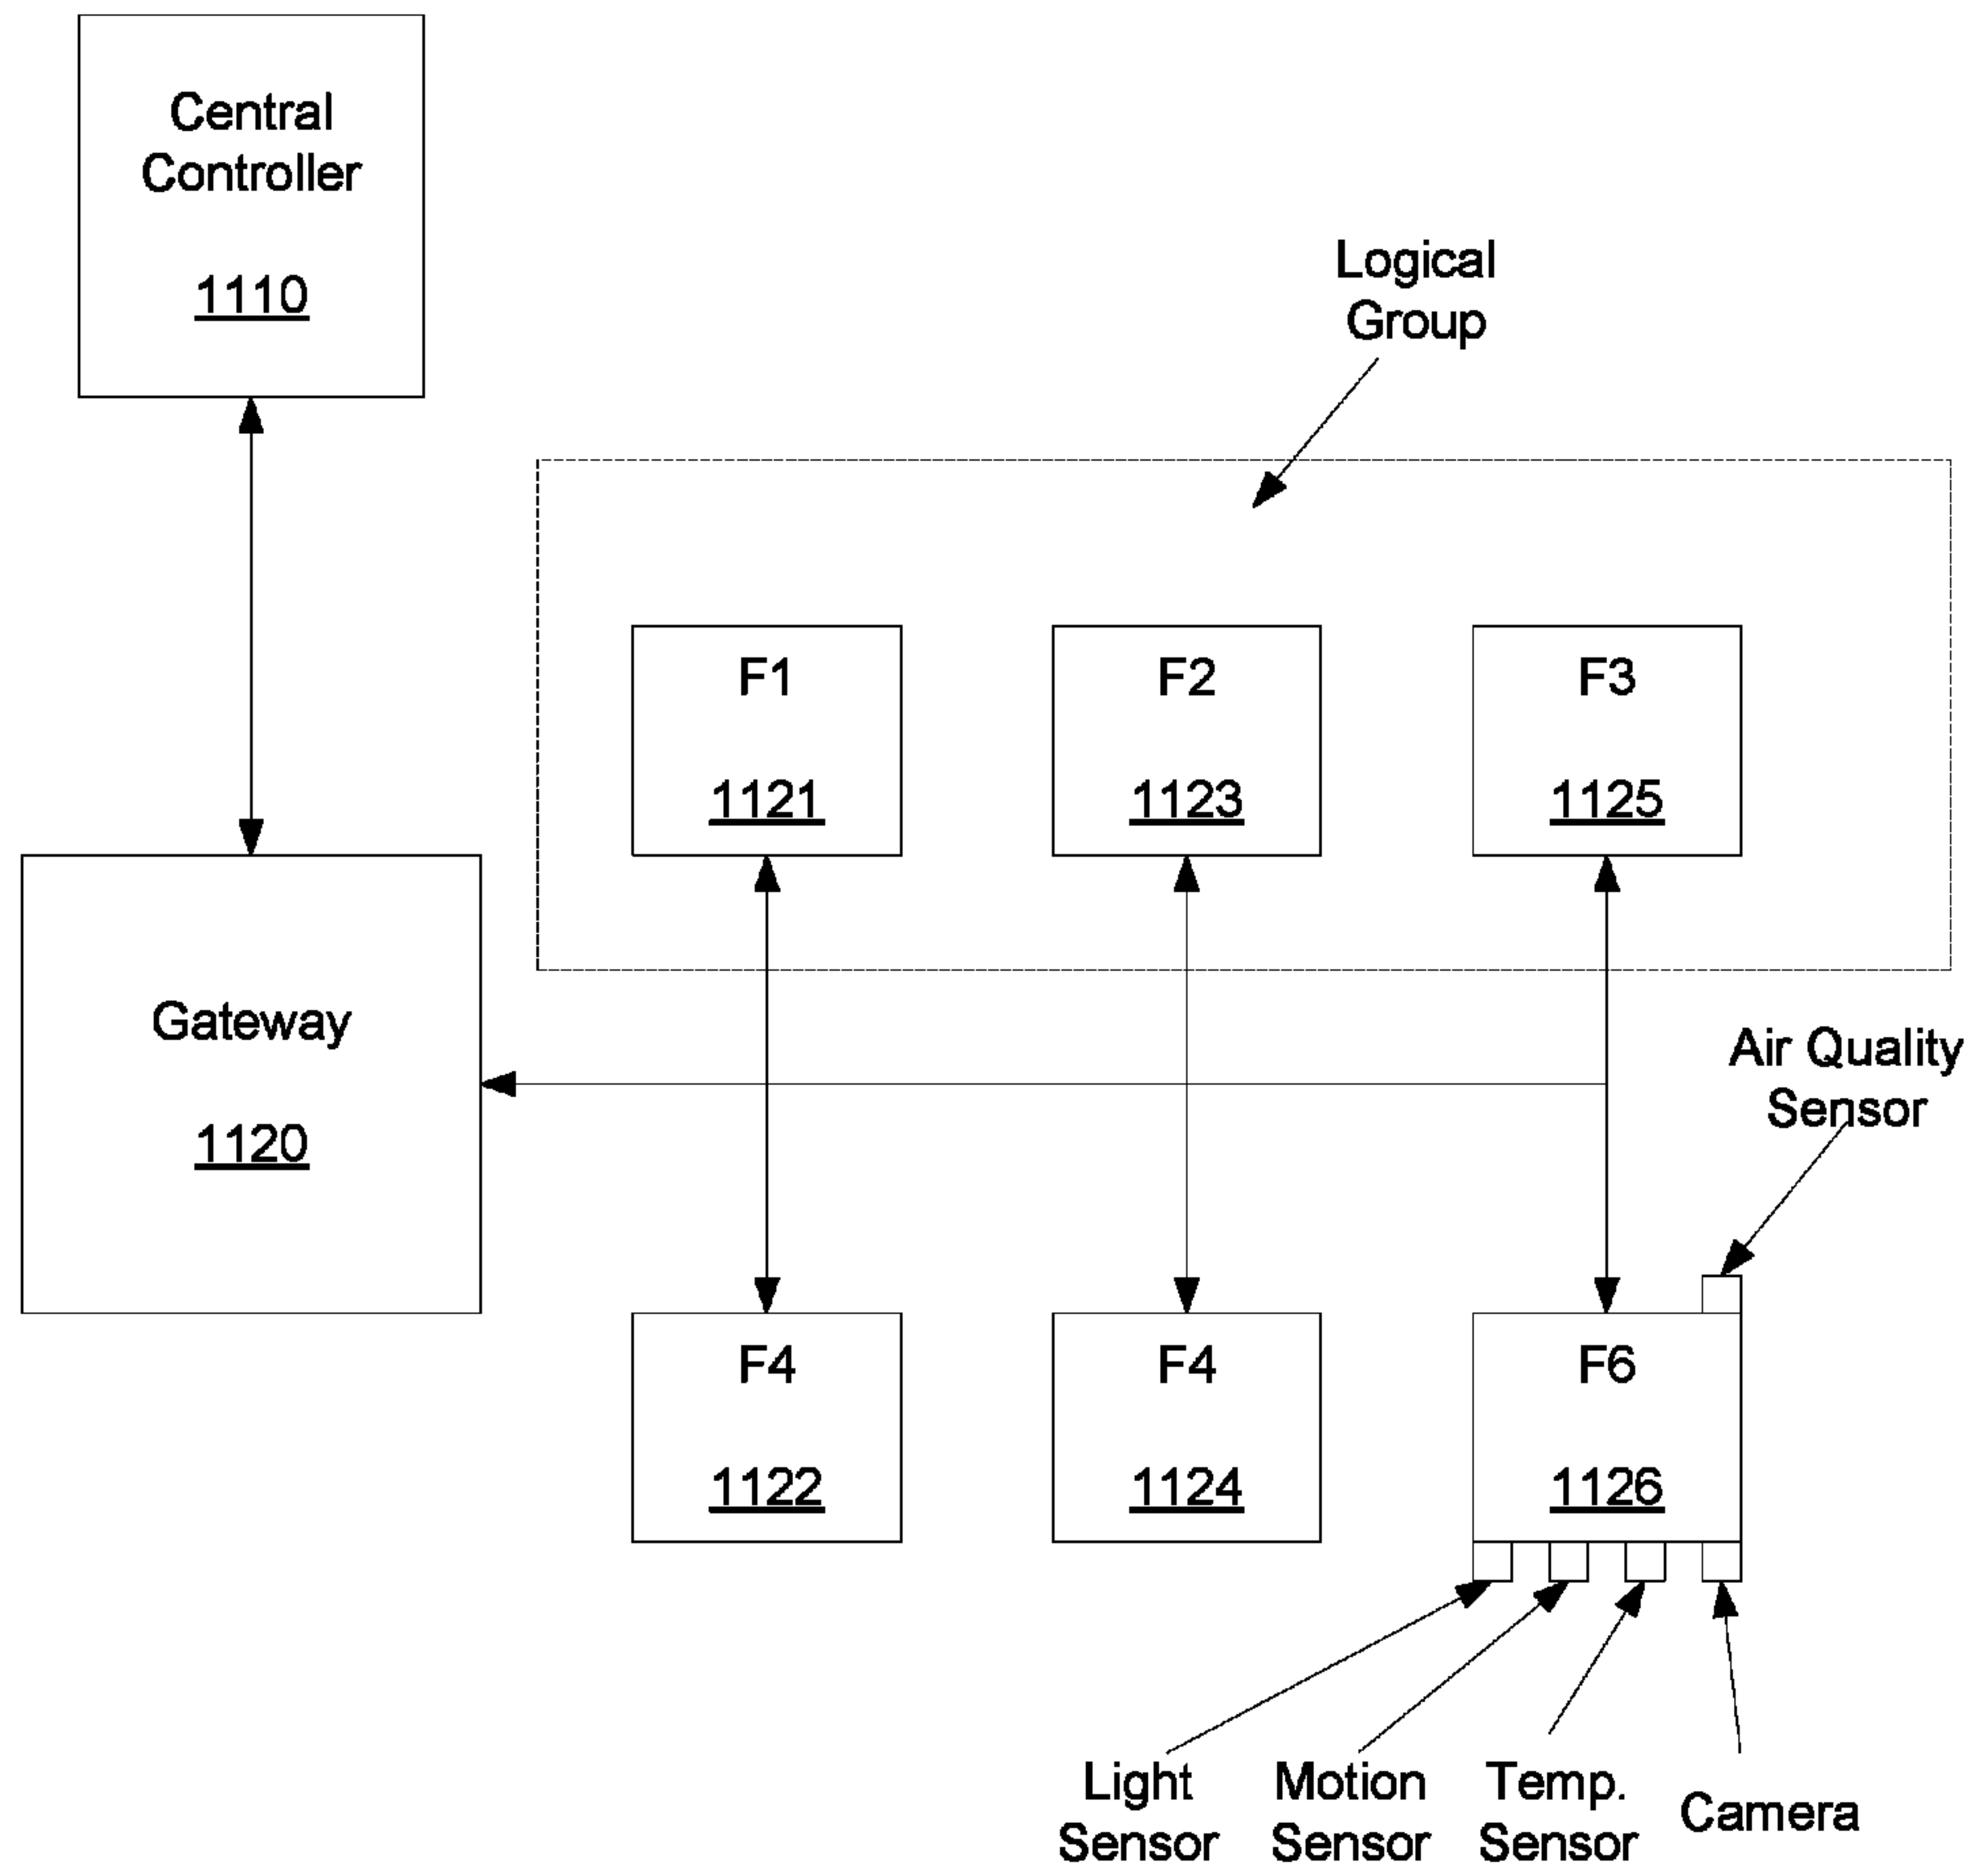 Central
Controller
1110
Logical
Group
F1
1121
F2
1123
F3
1125
Gateway
1120
Air Quality
Sensor
F4
1122
F4
1124
F6
1126
Light
Sensor
Motion
Sensor
Temp.
Sensor
Camera